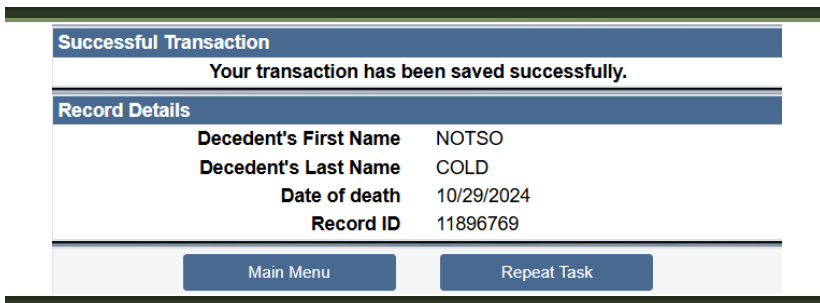 Successful Transaction
Your transaction has been saved successfully.
Record Details
Decedent's First Name NOTSO
Decedent's Last Name COLD
Date of death 10/29/2024
Record ID 11896769
Main Menu Repeat Task